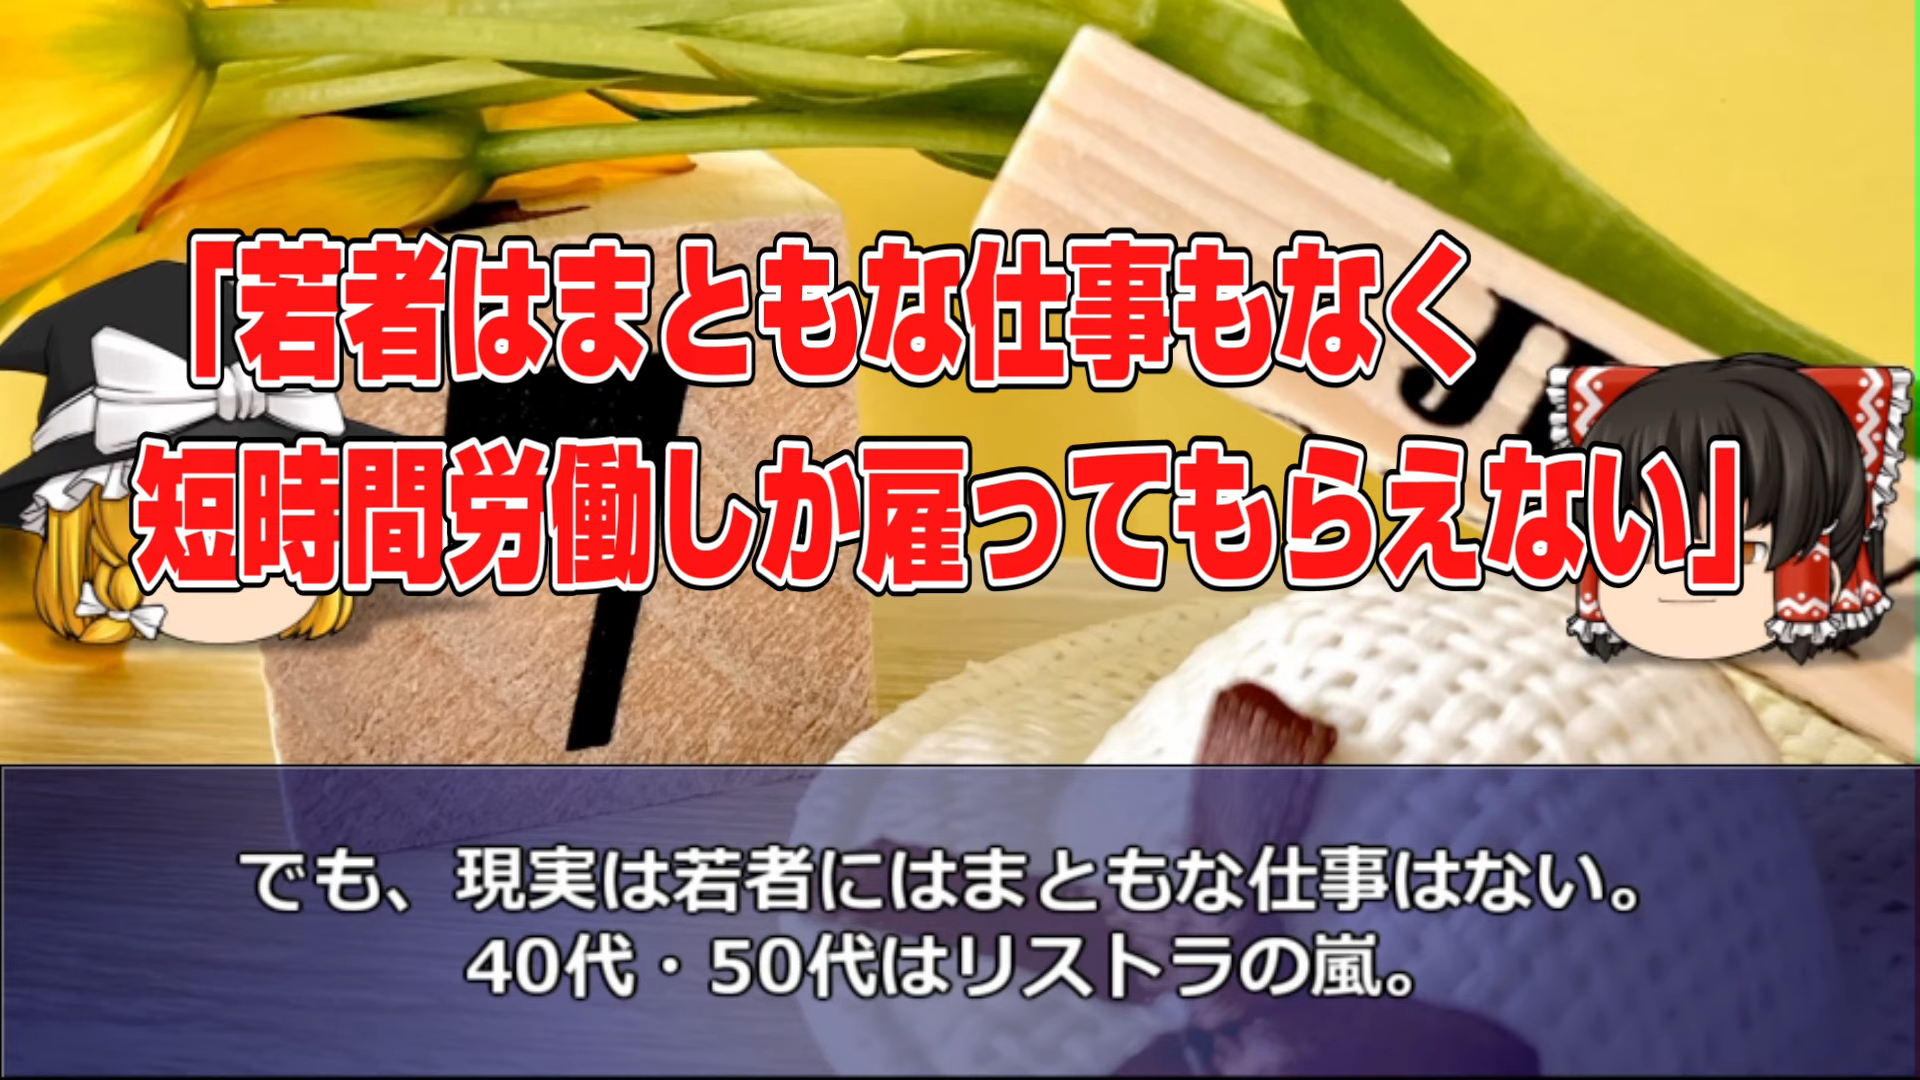 「若者はまともな仕事もなく
短時間労働しか雇ってもらえない」
でも、現実は若者にはまともな仕事はない。
40代・50代はリストラの嵐。